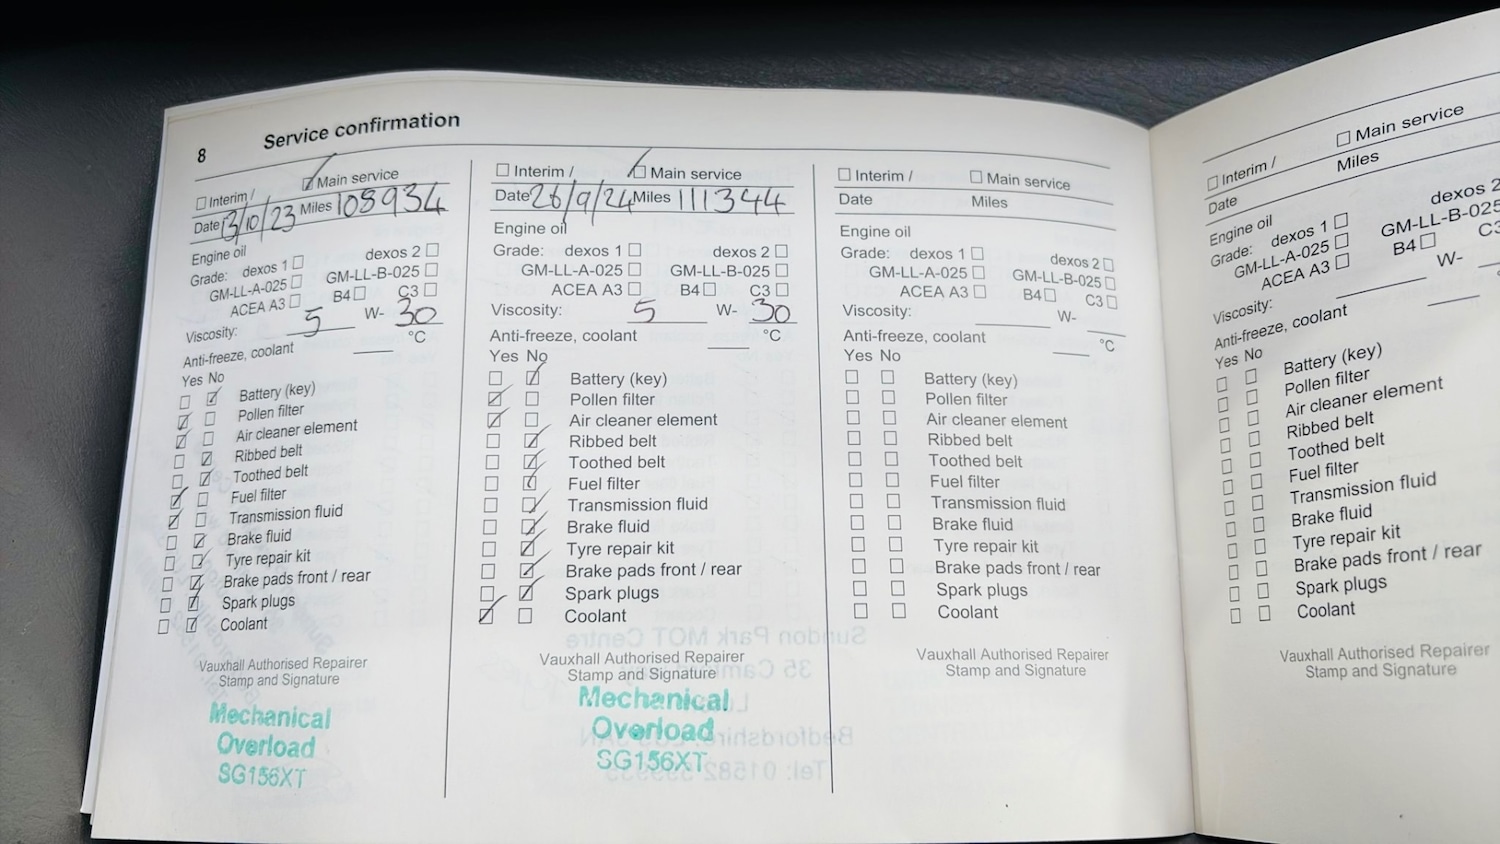 8 Service confirmation
Interim / Main service
Date 13/10/23 Miles 108934
Engine oil
Grade: dexos 1 dexos 2
GM-LL-A-025 GM-LL-B-025
ACEA A3 B4 C3
Viscosity: 5 W- 30
Anti-freeze, coolant °C
Yes No
Battery (key)
Pollen filter
Air cleaner element
Ribbed belt
Toothed belt
Fuel filter
Transmission fluid
Brake fluid
Tyre repair kit
Brake pads front / rear
Spark plugs
Coolant
Vauxhall Authorised Repairer
Stamp and Signature
Mechanical
Overload
SG156XT
Interim / Main service
Date 26/9/24 Miles 111344
Engine oil
Grade: dexos 1 dexos 2
GM-LL-A-025 GM-LL-B-025
ACEA A3 B4 C3
Viscosity: 5 W- 30
Anti-freeze, coolant °C
Yes No
Battery (key)
Pollen filter
Air cleaner element
Ribbed belt
Toothed belt
Fuel filter
Transmission fluid
Brake fluid
Tyre repair kit
Brake pads front / rear
Spark plugs
Coolant
Vauxhall Authorised Repairer
Stamp and Signature
Mechanical
Overload
SG156XT
Interim / Main service
Date Miles
Engine oil
Grade: dexos 1 dexos 2
GM-LL-A-025 GM-LL-B-025
ACEA A3 B4 C3
Viscosity: W-
Anti-freeze, coolant °C
Yes No
Battery (key)
Pollen filter
Air cleaner element
Ribbed belt
Toothed belt
Fuel filter
Transmission fluid
Brake fluid
Tyre repair kit
Brake pads front / rear
Spark plugs
Coolant
Vauxhall Authorised Repairer
Stamp and Signature
Interim / Main service
Date Miles
Engine oil
Grade: dexos 1 dexos 2
GM-LL-A-025 GM-LL-B-025
ACEA A3 B4 C3
Viscosity: W-
Anti-freeze, coolant
Yes No
Battery (key)
Pollen filter
Air cleaner element
Ribbed belt
Toothed belt
Fuel filter
Transmission fluid
Brake fluid
Tyre repair kit
Brake pads front / rear
Spark plugs
Coolant
Vauxhall Authorised Repairer
Stamp and Signature